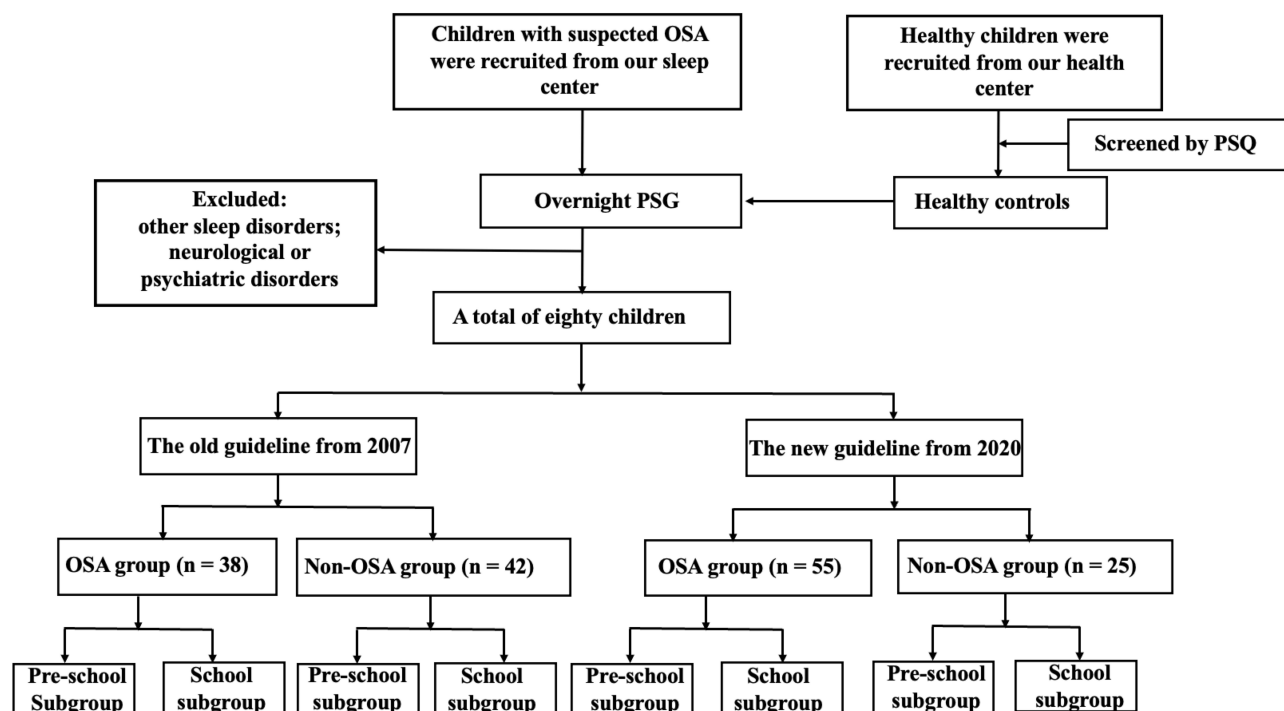 Children with suspected OSA
were recruited from our sleep
center
Healthy children were
recruited from our health
center
Screened by PSQ
Excluded:
other sleep disorders;
neurological or
psychiatric disorders
Overnight PSG
Healthy controls
A total of eighty children
The old guideline from 2007
The new guideline from 2020
OSA group (n = 38)
Non-OSA group (n = 42)
OSA group (n = 55)
Non-OSA group (n = 25)
Pre-school
Subgroup
School
subgroup
Pre-school
subgroup
School
subgroup
Pre-school
subgroup
School
subgroup
Pre-school
subgroup
School
subgroup